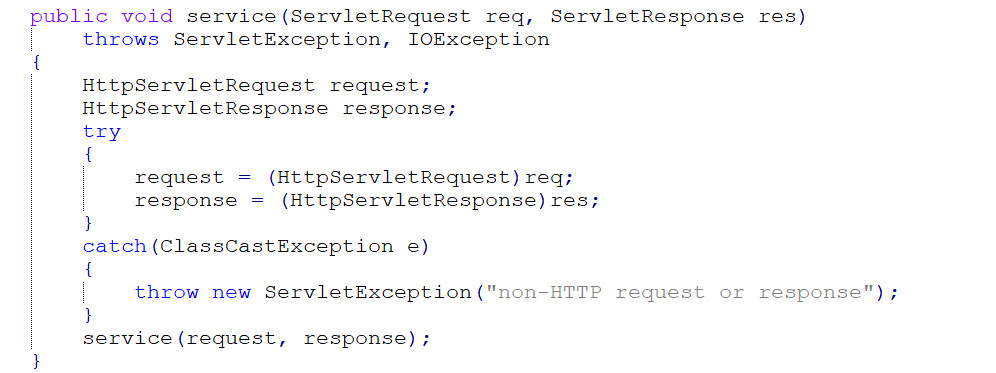 public void service(ServletRequest req, ServletResponse res)
    throws ServletException, IOException
{
    HttpServletRequest request;
    HttpServletResponse response;
    try
    {
        request = (HttpServletRequest)req;
        response = (HttpServletResponse)res;
    }
    catch(ClassCastException e)
    {
        throw new ServletException("non-HTTP request or response");
    }
    service(request, response);
}